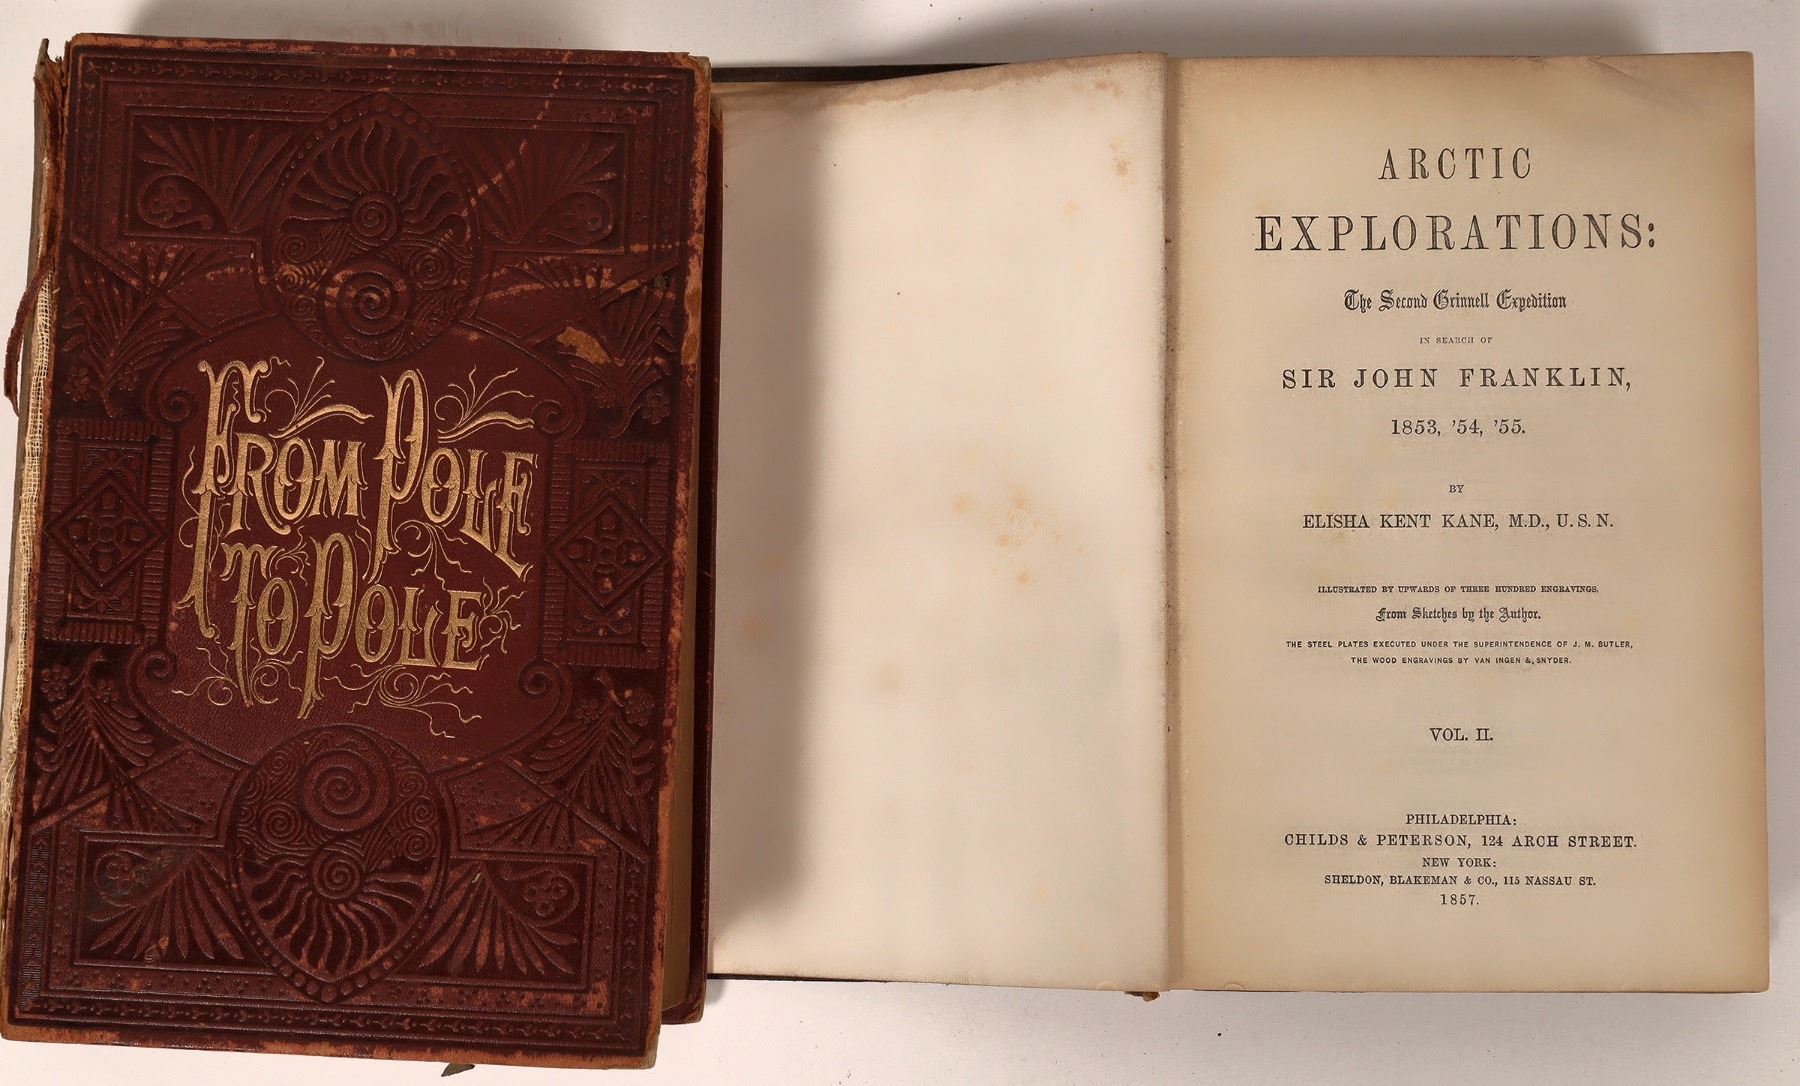 FROM POLE
TO POLE
ARCTIC
EXPLORATIONS:
The Second Grinnell Expedition
IN SEARCH OF
SIR JOHN FRANKLIN,
1853, '54, '55.
BY
ELISHA KENT KANE, M.D., U.S.N.
ILLUSTRATED BY UPWARDS OF THREE HUNDRED ENGRAVINGS,
From Sketches by the Author.
THE STEEL PLATES EXECUTED UNDER THE SUPERINTENDENCE OF J. M. BUTLER,
THE WOOD ENGRAVINGS BY VAN INGEN & SNYDER.
VOL. II.
PHILADELPHIA:
CHILDS & PETERSON, 124 ARCH STREET.
NEW YORK:
SHELDON, BLAKEMAN & CO., 115 NASSAU ST.
1857.